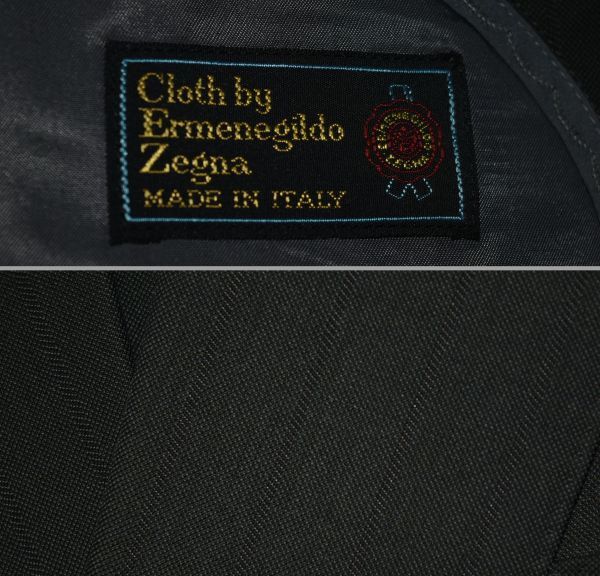 Cloth by
Ermenegildo
Zegna
MADE IN ITALY